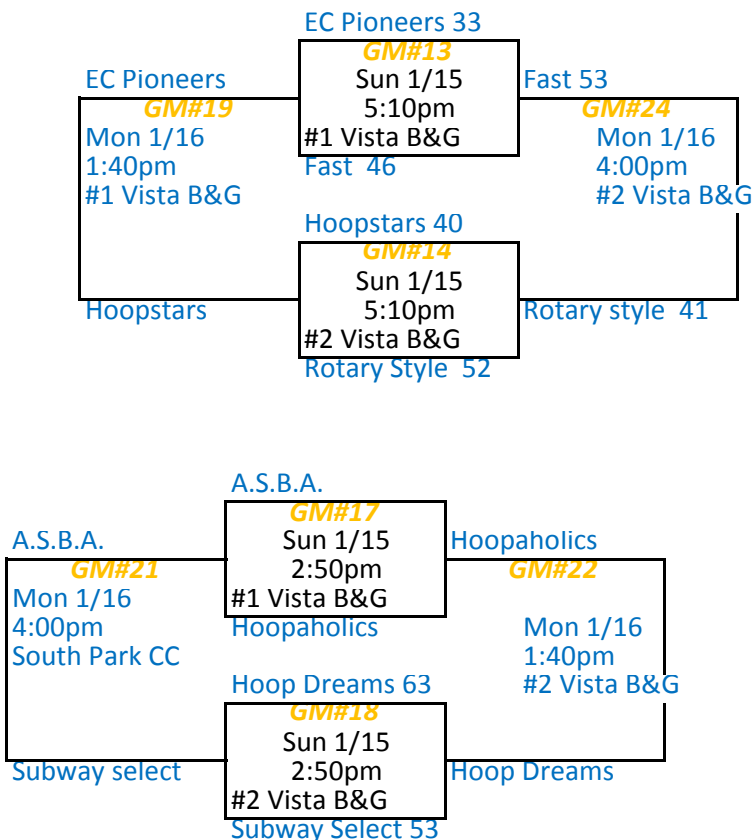 EC Pioneers 33
GM#13
EC Pioneers
Sun 1/15
Fast 53
GM#19
5:10pm
GM#24
Mon 1/16
#1 Vista B&G
Mon 1/16
1:40pm
Fast 46
4:00pm
#1 Vista B&G
#2 Vista B&G
Hoopstars 40
GM#14
Sun 1/15
Hoopstars
5:10pm
Rotary style 41
#2 Vista B&G
Rotary Style 52
A.S.B.A.
GM#17
A.S.B.A.
Sun 1/15
Hoopaholics
GM#21
2:50pm
GM#22
Mon 1/16
#1 Vista B&G
4:00pm
Hoopaholics
Mon 1/16
South Park CC
1:40pm
Hoop Dreams 63
#2 Vista B&G
GM#18
Sun 1/15
Subway select
2:50pm
Hoop Dreams
#2 Vista B&G
Subway Select 53